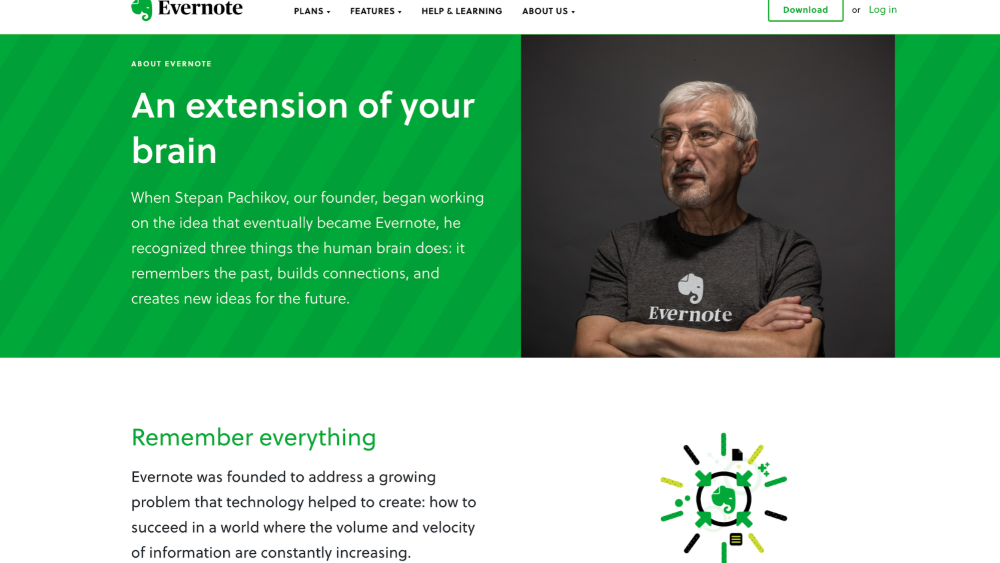 Evernote
PLANS
FEATURES
HELP & LEARNING
ABOUT US
Download
or
Log in
ABOUT EVERNOTE
An extension of your
brain
When Stepan Pachikov, our founder, began working
on the idea that eventually became Evernote, he
recognized three things the human brain does: it
remembers the past, builds connections, and
creates new ideas for the future.
Evernote
Remember everything
Evernote was founded to address a growing
problem that technology helped to create: how to
succeed in a world where the volume and velocity
of information are constantly increasing.